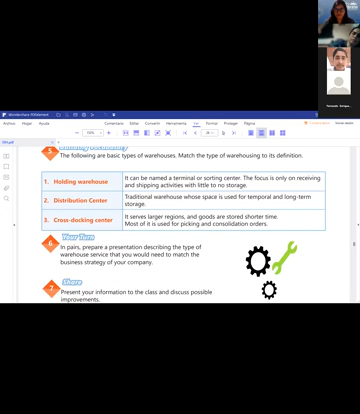 Wondershare PDFelement
Archivo Hogar Ayuda Comentario Editar Convertir Herramienta Ver Formar Proteger Página
5
Building Vocabulary
The following are basic types of warehouses. Match the type of warehousing to its definition.
1. Holding warehouse
It can be named a terminal or sorting center. The focus is only on receiving
and shipping activities with little to no storage.
2. Distribution Center
Traditional warehouse whose space is used for temporal and long-term
storage.
3. Cross-docking center
It serves larger regions, and goods are stored shorter time.
Most of it is used for picking and consolidation orders.
6
Your Turn
In pairs, prepare a presentation describing the type of
warehouse service that you would need to match the
business strategy of your company.
7
Share
Present your information to the class and discuss possible
improvements.